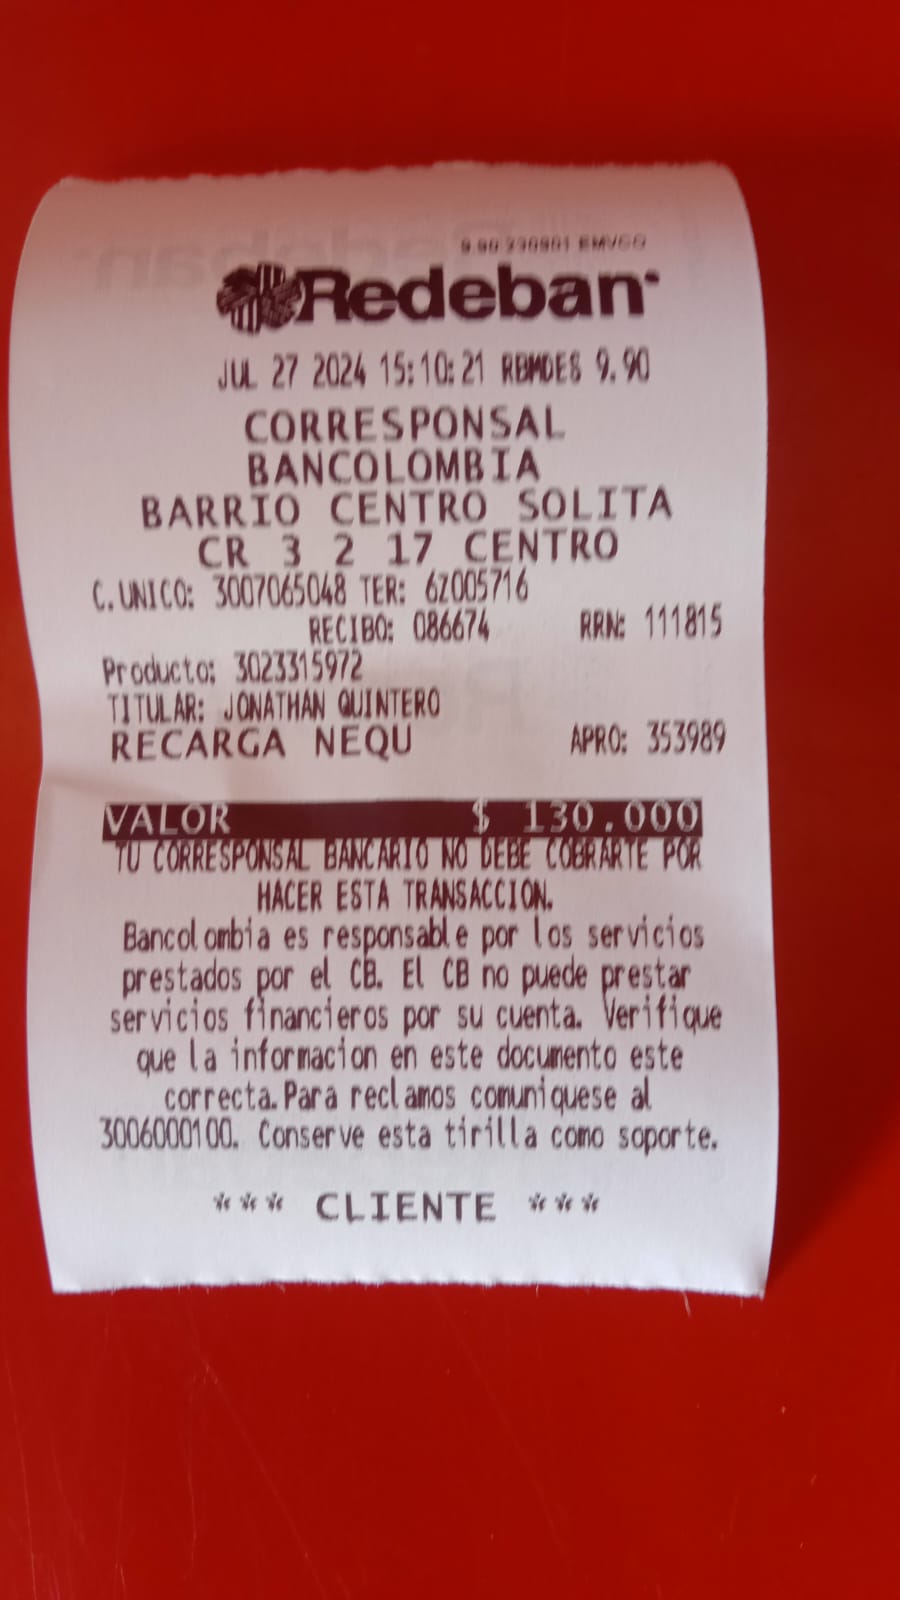 9.90 230901 EMVCO
Redeban
JUL 27 2024 15:10:21 RBMDES 9.90
CORRESPONSAL
BANCOLOMBIA
BARRIO CENTRO SOLITA
CR 3 2 17 CENTRO
C.UNICO: 3007065048 TER: 6Z005716
RECIBO: 086674 RRN: 111815
Producto: 3023315972
TITULAR: JONATHAN QUINTERO
RECARGA NEQU APRO: 353989
VALOR $ 130.000
TU CORRESPONSAL BANCARIO NO DEBE COBRARTE POR
HACER ESTA TRANSACCION.
Bancolombia es responsable por los servicios
prestados por el CB. El CB no puede prestar
servicios financieros por su cuenta. Verifique
que la informacion en este documento este
correcta.Para reclamos comuniquese al
3006000100. Conserve esta tirilla como soporte.
*** CLIENTE ***